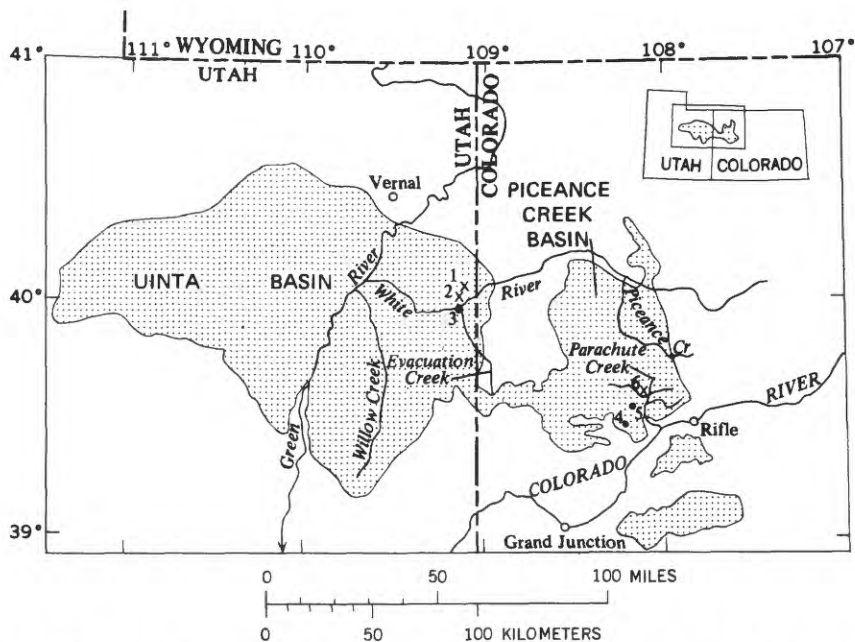 111° WYOMING 110° 109° 108° 107°
41°
UTAH
UTAH
COLORADO
UTAH COLORADO
Vernal
PICEANCE
CREEK
BASIN
UINTA BASIN
River
White
River
1
2
3
40°
Piceance
Cr
Evacuation
Creek
Parachute
Creek
6
5
4
Willow Creek
Green
Rifle
COLORADO
RIVER
39°
Grand Junction
0 50 100 MILES
0 50 100 KILOMETERS